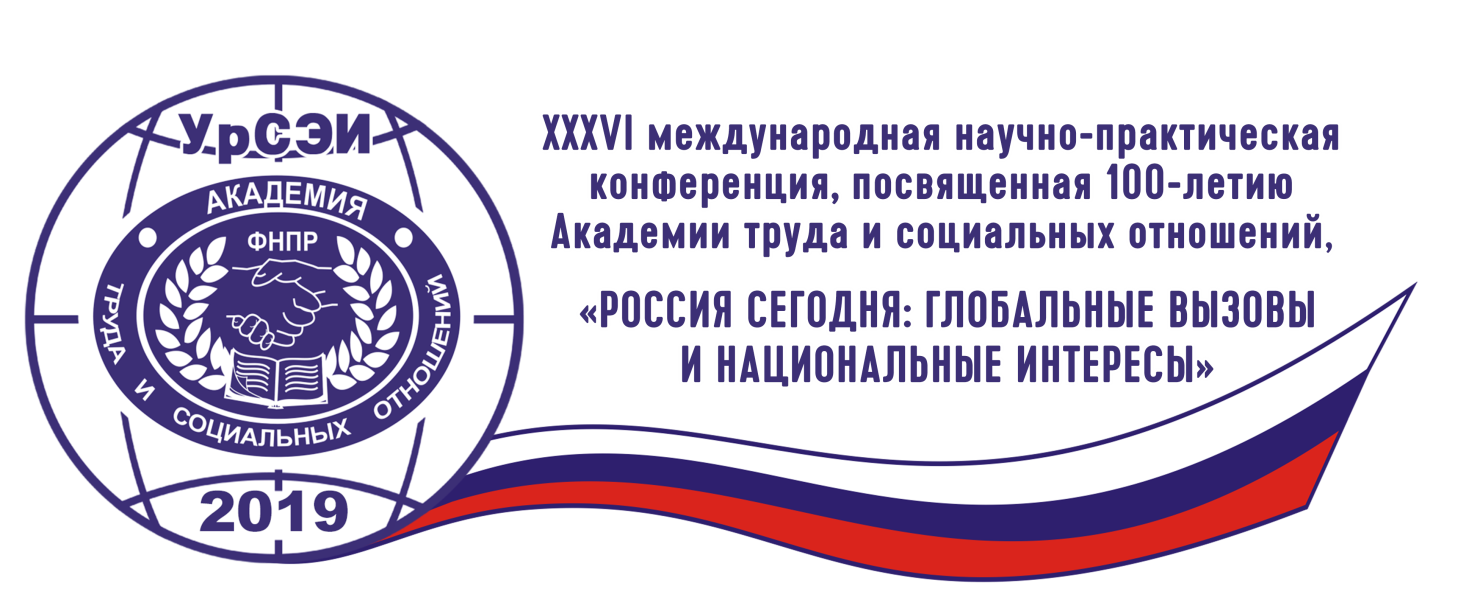 УрСЭИ
АКАДЕМИЯ
ТРУДА И СОЦИАЛЬНЫХ ОТНОШЕНИЙ
ФНПР
2019
XXXVI международная научно-практическая
конференция, посвященная 100-летию
Академии труда и социальных отношений,
«РОССИЯ СЕГОДНЯ: ГЛОБАЛЬНЫЕ ВЫЗОВЫ
И НАЦИОНАЛЬНЫЕ ИНТЕРЕСЫ»